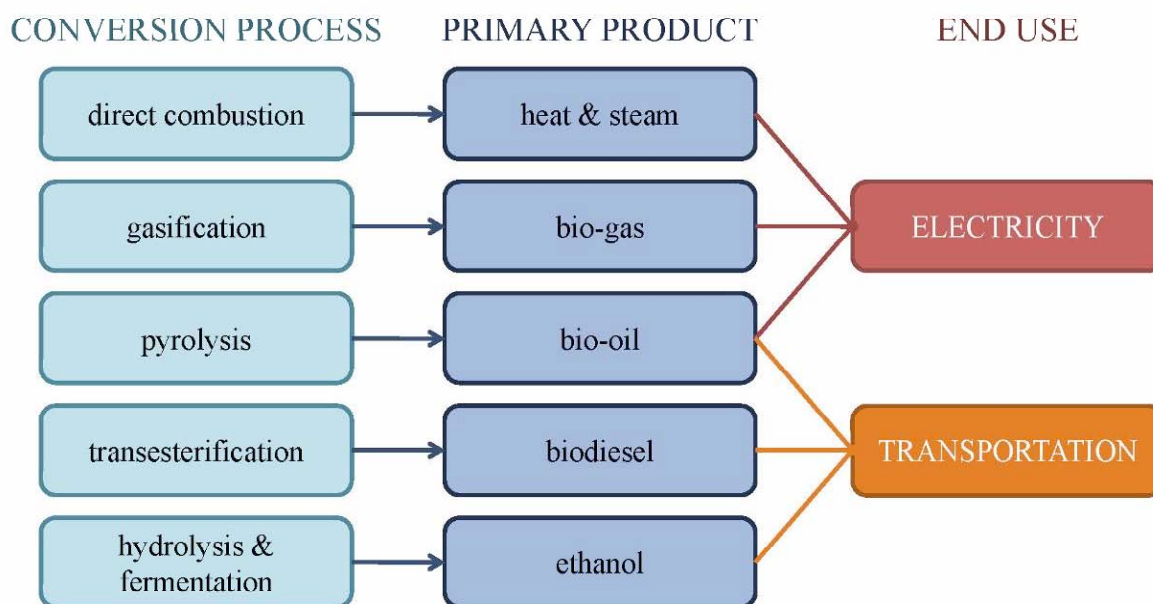 CONVERSION PROCESS PRIMARY PRODUCT END USE
direct combustion heat & steam
gasification bio-gas ELECTRICITY
pyrolysis bio-oil
transesterification biodiesel TRANSPORTATION
hydrolysis &
fermentation ethanol